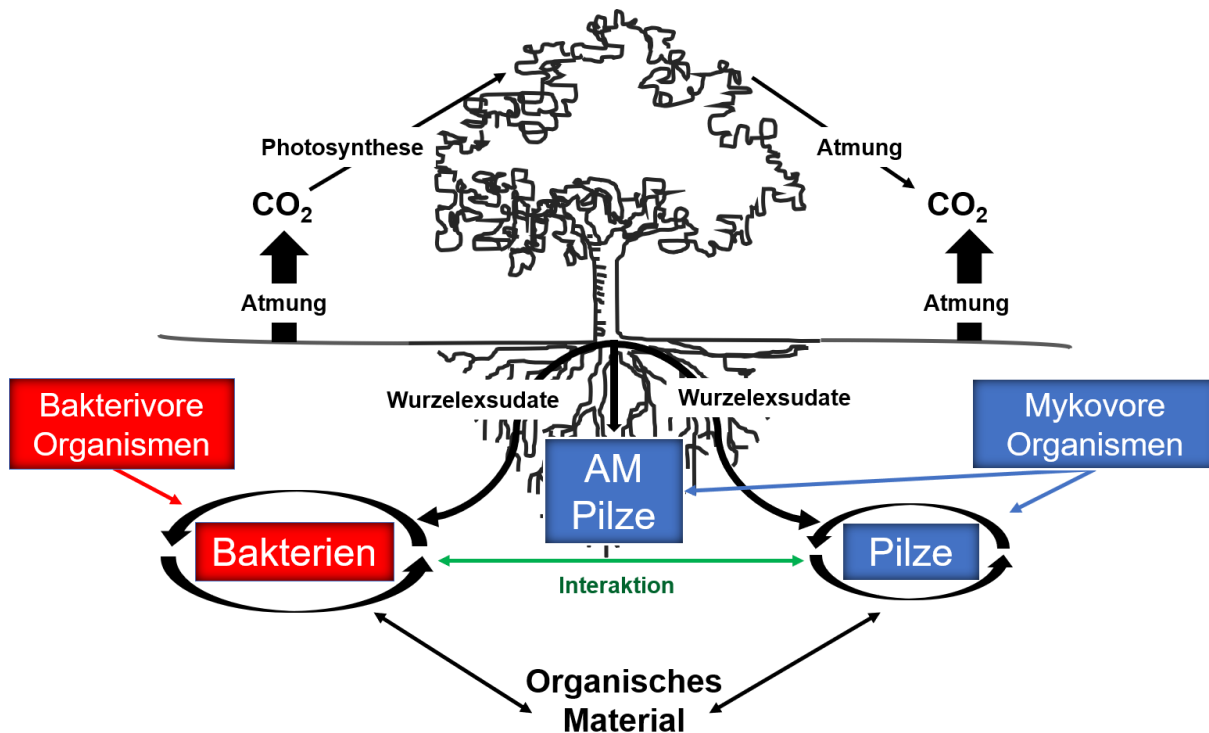 Photosynthese
Atmung
CO₂
CO₂
Atmung
Atmung
Wurzelexsudate
Wurzelexsudate
Bakterivore
Organismen
Mykovore
Organismen
AM
Pilze
Bakterien
Pilze
Interaktion
Organisches
Material